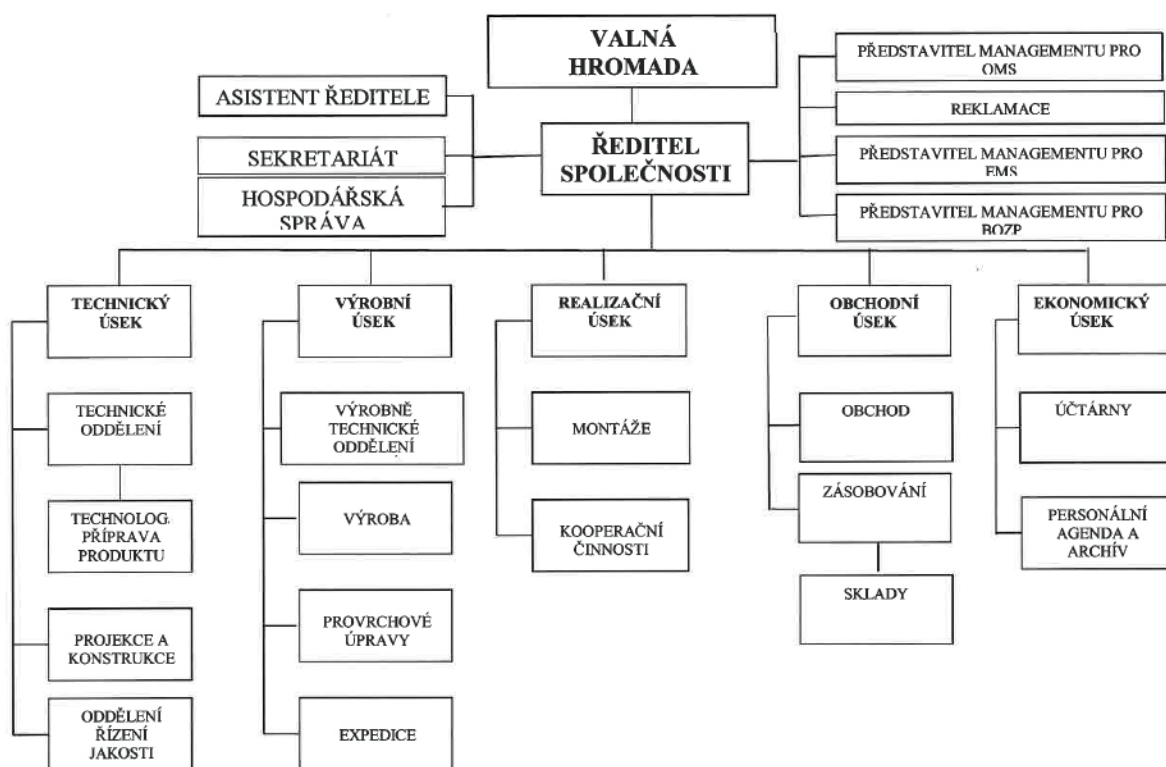 VALNÁ
HROMADA
ASISTENT ŘEDITELE
SEKRETARIÁT
HOSPODÁŘSKÁ
SPRÁVA
ŘEDITEL
SPOLEČNOSTI
PŘEDSTAVITEL MANAGEMENTU PRO
QMS
REKLAMACE
PŘEDSTAVITEL MANAGEMENTU PRO
EMS
PŘEDSTAVITEL MANAGEMENTU PRO
BOZP
TECHNICKÝ
ÚSEK
TECHNICKÉ
ODDĚLENÍ
TECHNOLOG.
PŘÍPRAVA
PRODUKTU
PROJEKCE A
KONSTRUKCE
ODDĚLENÍ
ŘÍZENÍ
JAKOSTI
VÝROBNÍ
ÚSEK
VÝROBNĚ
TECHNICKÉ
ODDĚLENÍ
VÝROBA
PROVRCHOVÉ
ÚPRAVY
EXPEDICE
REALIZAČNÍ
ÚSEK
MONTÁŽE
KOOPERAČNÍ
ČINNOSTI
OBCHODNÍ
ÚSEK
OBCHOD
ZÁSOBOVÁNÍ
SKLADY
EKONOMICKÝ
ÚSEK
ÚČTÁRNY
PERSONÁLNÍ
AGENDA A
ARCHÍV